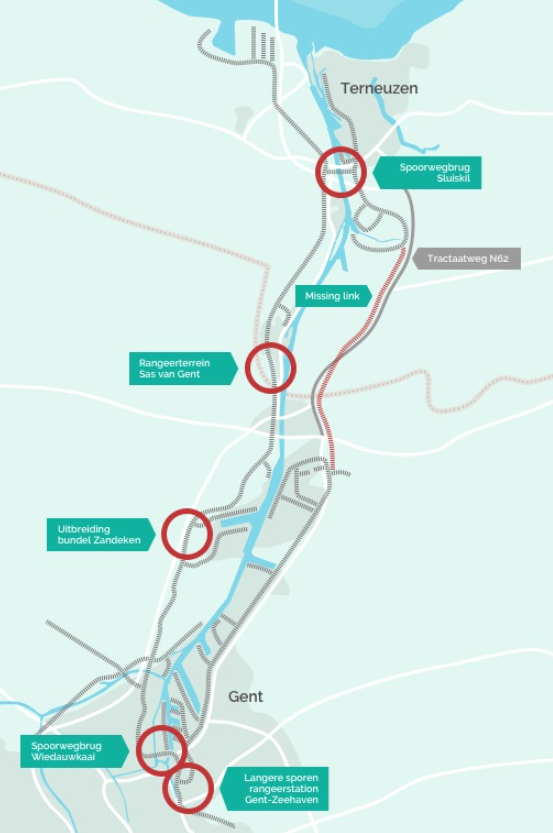 Terneuzen
Spoorwegbrug
Sluiskil
Tractaatweg N62
Missing link
Rangeerterrein
Sas van Gent
Uitbreiding
bundel Zandeken
Gent
Spoorwegbrug
Wiedauwkaai
Langere sporen
rangeerstation
Gent-Zeehaven